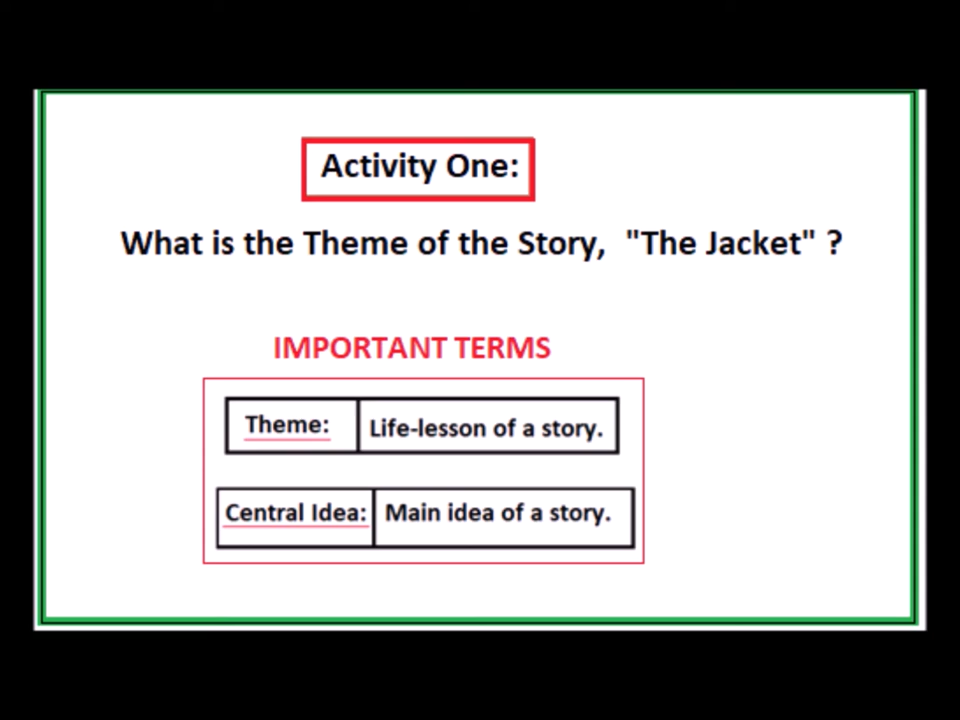 Activity One:
What is the Theme of the Story,  "The Jacket" ?
IMPORTANT TERMS
Theme: Life-lesson of a story.
Central Idea: Main idea of a story.